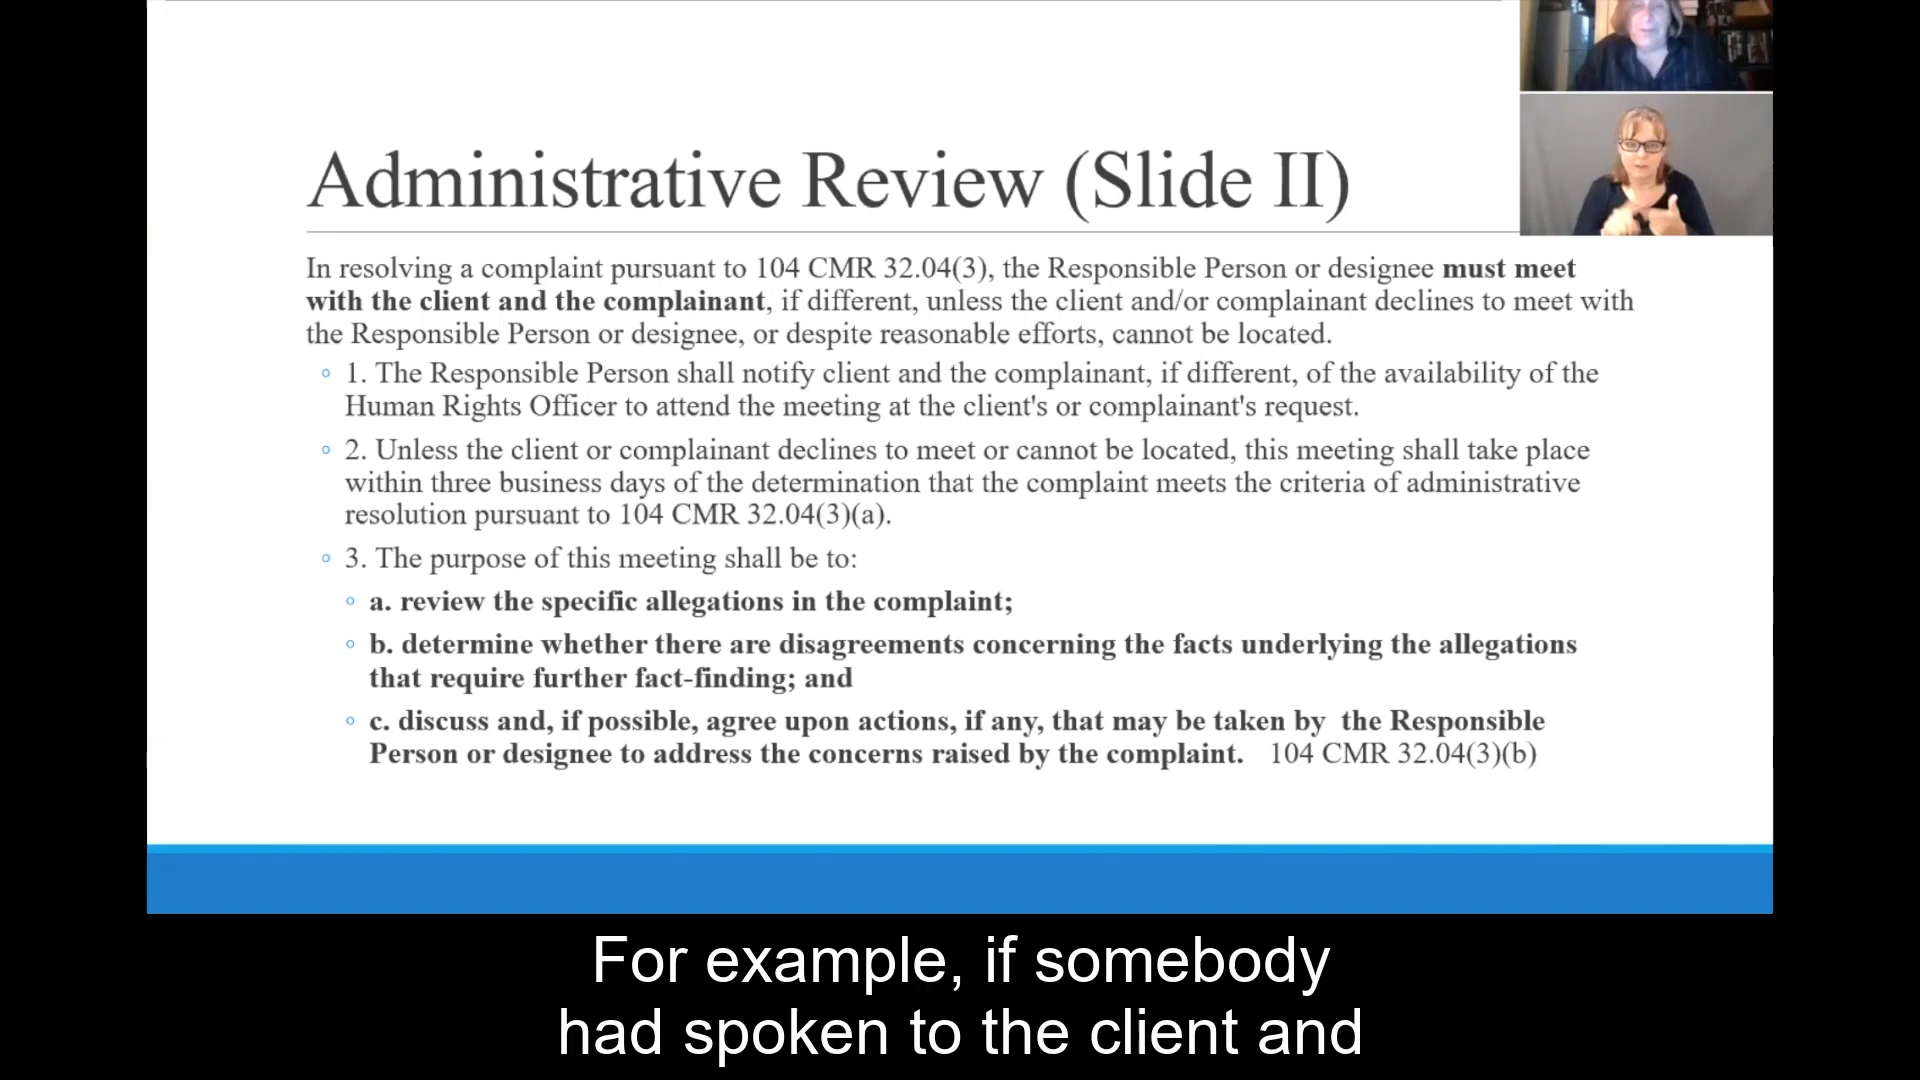 Administrative Review (Slide II)
In resolving a complaint pursuant to 104 CMR 32.04(3), the Responsible Person or designee must meet
with the client and the complainant, if different, unless the client and/or complainant declines to meet with
the Responsible Person or designee, or despite reasonable efforts, cannot be located.
1. The Responsible Person shall notify client and the complainant, if different, of the availability of the
Human Rights Officer to attend the meeting at the client's or complainant's request.
2. Unless the client or complainant declines to meet or cannot be located, this meeting shall take place
within three business days of the determination that the complaint meets the criteria of administrative
resolution pursuant to 104 CMR 32.04(3)(a).
3. The purpose of this meeting shall be to:
a. review the specific allegations in the complaint;
b. determine whether there are disagreements concerning the facts underlying the allegations
that require further fact-finding; and
c. discuss and, if possible, agree upon actions, if any, that may be taken by the Responsible
Person or designee to address the concerns raised by the complaint. 104 CMR 32.04(3)(b)
For example, if somebody
had spoken to the client and